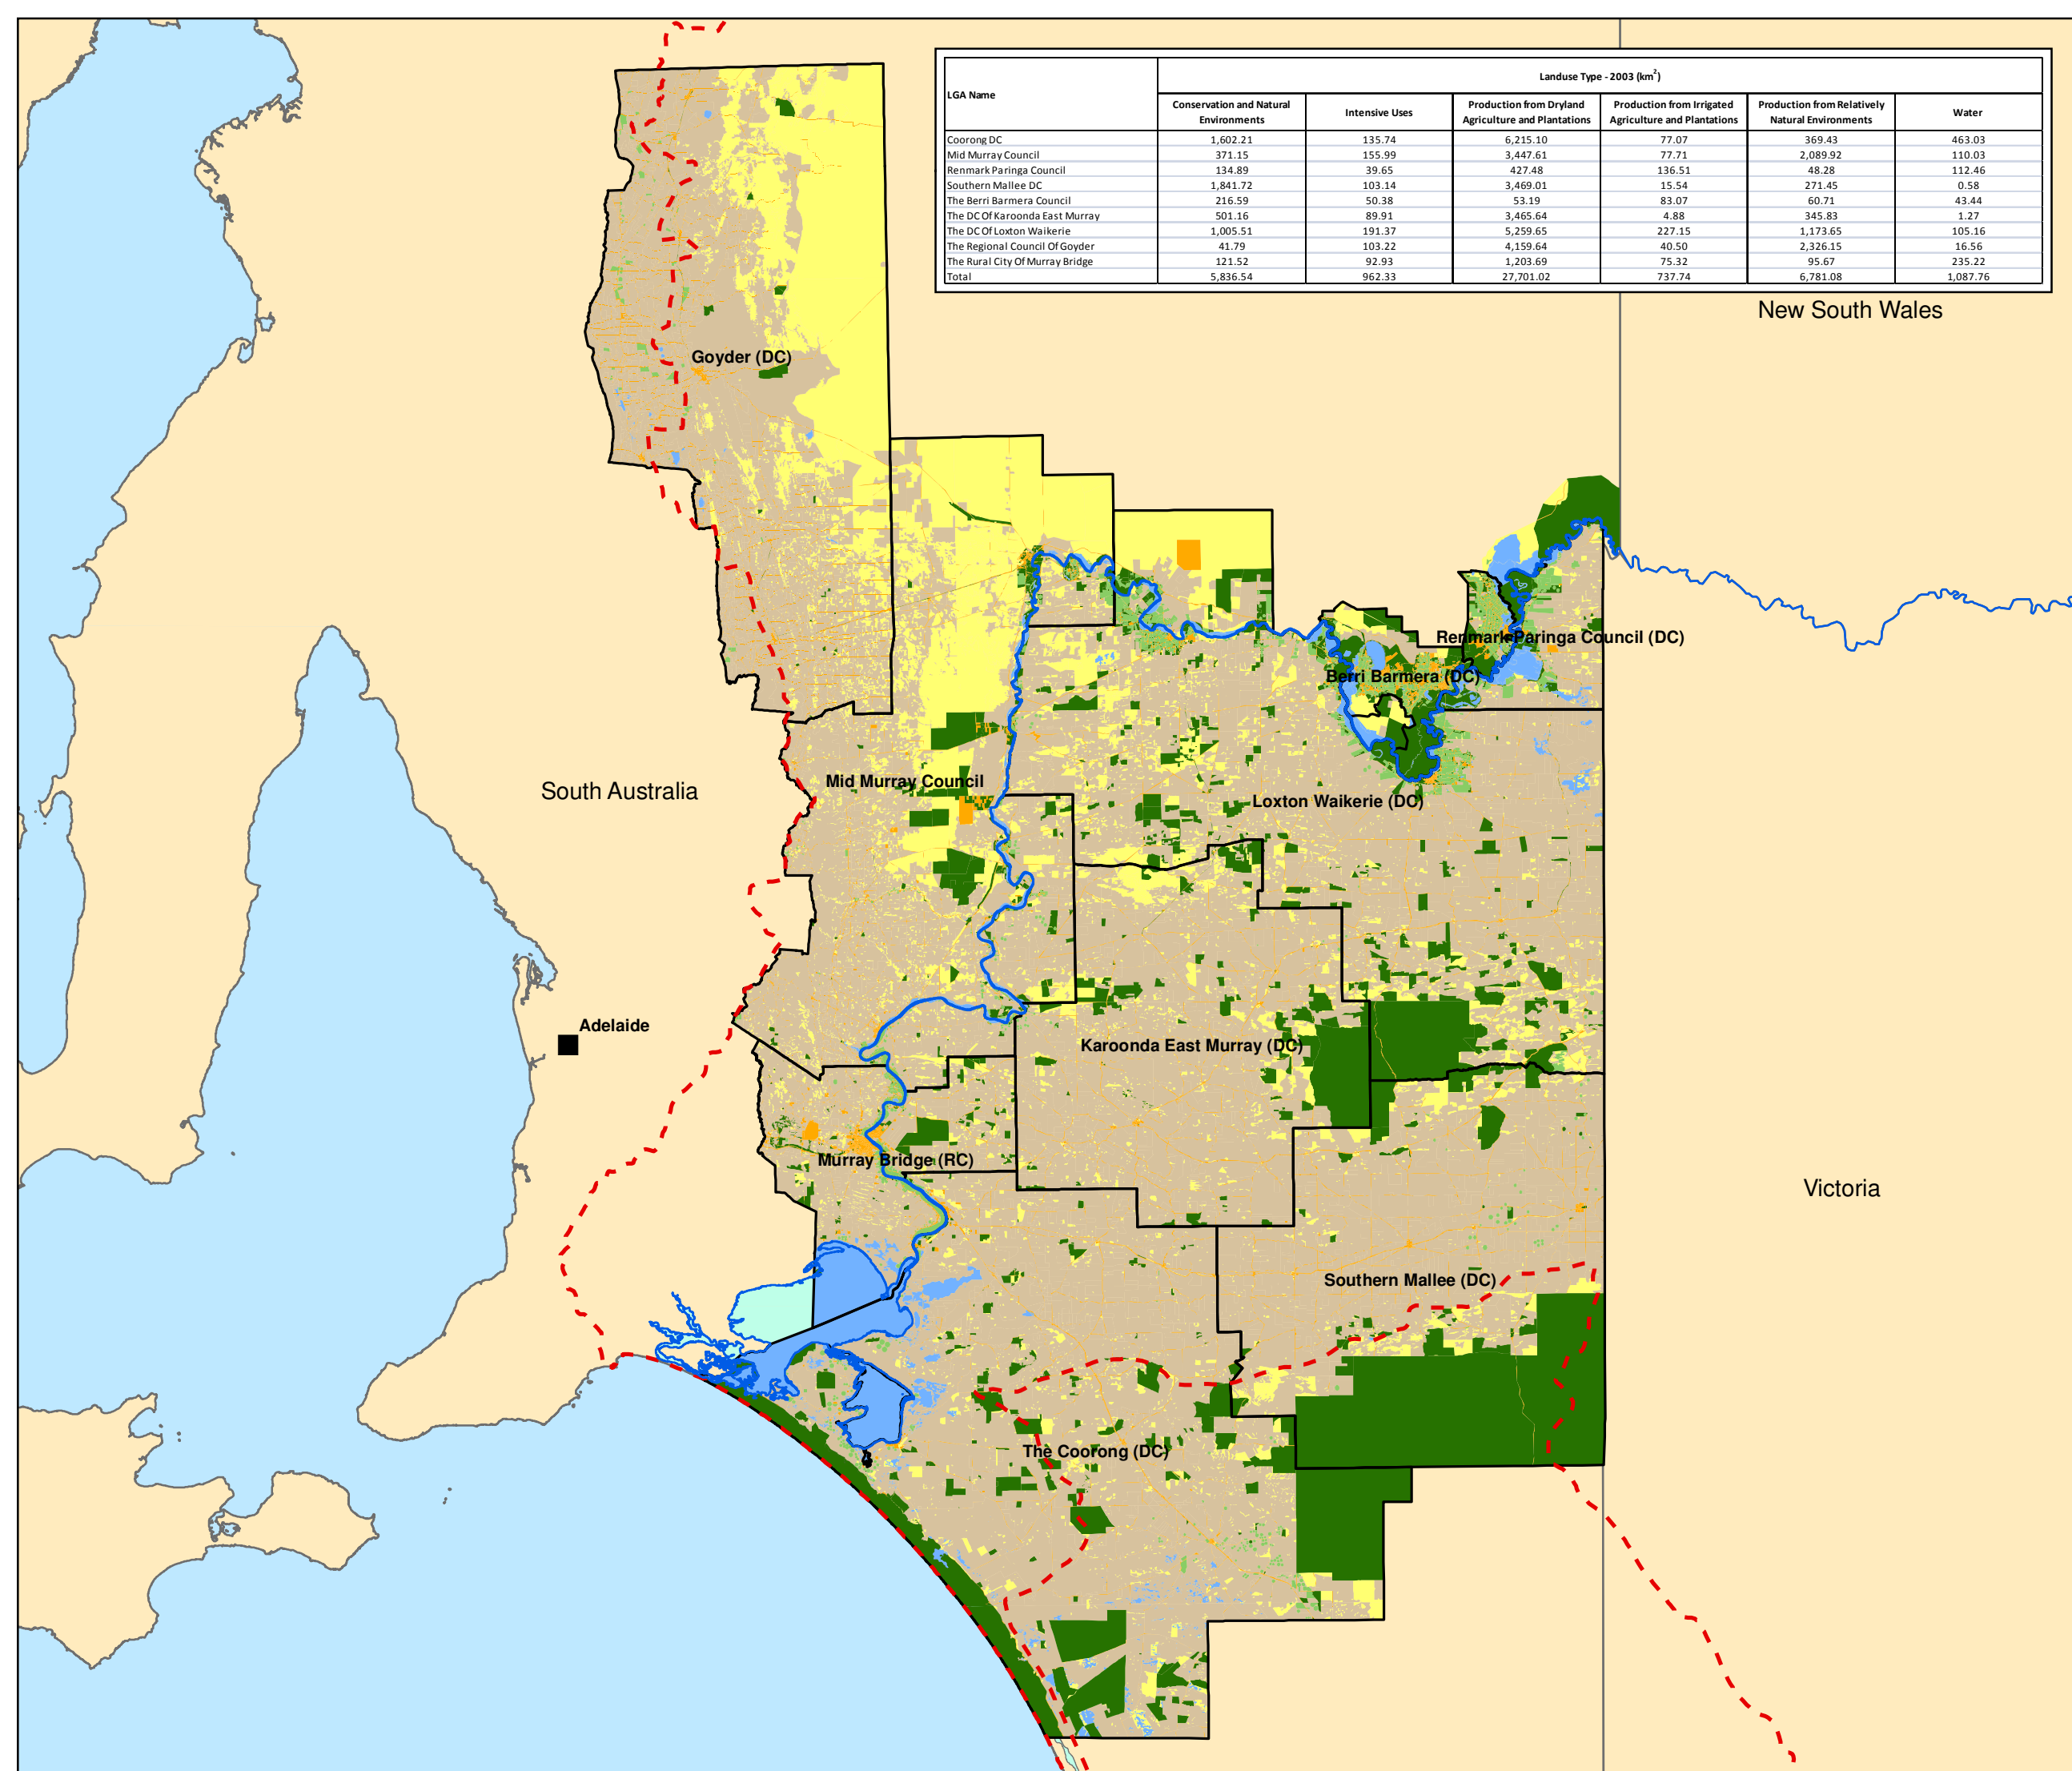 Landuse Type - 2003 (km2)
LGA Name
Conservation and Natural Environments
Intensive Uses
Production from Dryland Agriculture and Plantations
Production from Irrigated Agriculture and Plantations
Production from Relatively Natural Environments
Water
Coorong DC 1,602.21 135.74 6,215.10 77.07 369.43 463.03
Mid Murray Council 371.15 155.99 3,447.61 77.71 2,089.92 110.03
Renmark Paringa Council 134.89 39.65 427.48 136.51 48.28 112.46
Southern Mallee DC 1,841.72 103.14 3,469.01 15.54 271.45 0.58
The Berri Barmera Council 216.59 50.38 53.19 83.07 60.71 43.44
The DC Of Karoonda East Murray 501.16 89.91 3,465.64 4.88 345.83 1.27
The DC Of Loxton Waikerie 1,005.51 191.37 5,259.65 227.15 1,173.65 105.16
The Regional Council Of Goyder 41.79 103.22 4,159.64 40.50 2,326.15 16.56
The Rural City Of Murray Bridge 121.52 92.93 1,203.69 75.32 95.67 235.22
Total 5,836.54 962.33 27,701.02 737.74 6,781.08 1,087.76
New South Wales
Goyder (DC)
Renmark Paringa Council (DC)
Berri Barmera (DC)
Mid Murray Council
South Australia
Loxton Waikerie (DC)
Adelaide
Karoonda East Murray (DC)
Murray Bridge (RC)
Victoria
Southern Mallee (DC)
The Coorong (DC)